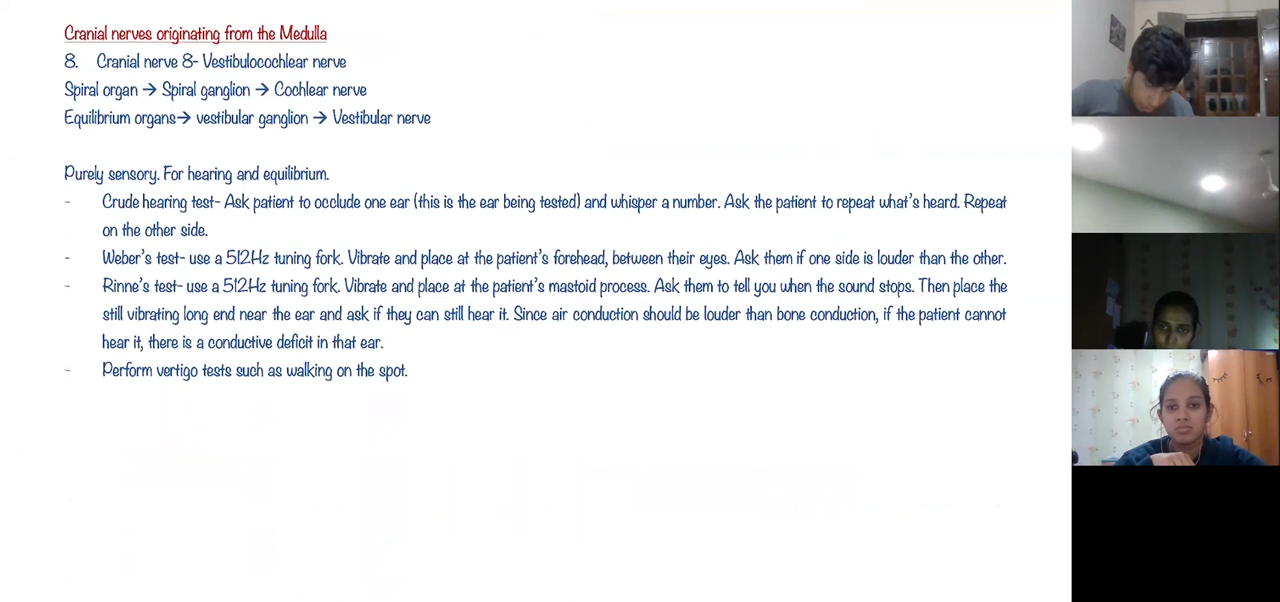 Cranial nerves originating from the Medulla
8. Cranial nerve 8- Vestibulocochlear nerve
Spiral organ → Spiral ganglion → Cochlear nerve
Equilibrium organs→ vestibular ganglion → Vestibular nerve
Purely sensory. For hearing and equilibrium.
- Crude hearing test- Ask patient to occlude one ear (this is the ear being tested) and whisper a number. Ask the patient to repeat what's heard. Repeat
on the other side.
- Weber's test- use a 512Hz tuning fork. Vibrate and place at the patient's forehead, between their eyes. Ask them if one side is louder than the other.
- Rinne's test- use a 512Hz tuning fork. Vibrate and place at the patient's mastoid process. Ask them to tell you when the sound stops. Then place the
still vibrating long end near the ear and ask if they can still hear it. Since air conduction should be louder than bone conduction, if the patient cannot
hear it, there is a conductive deficit in that ear.
- Perform vertigo tests such as walking on the spot.